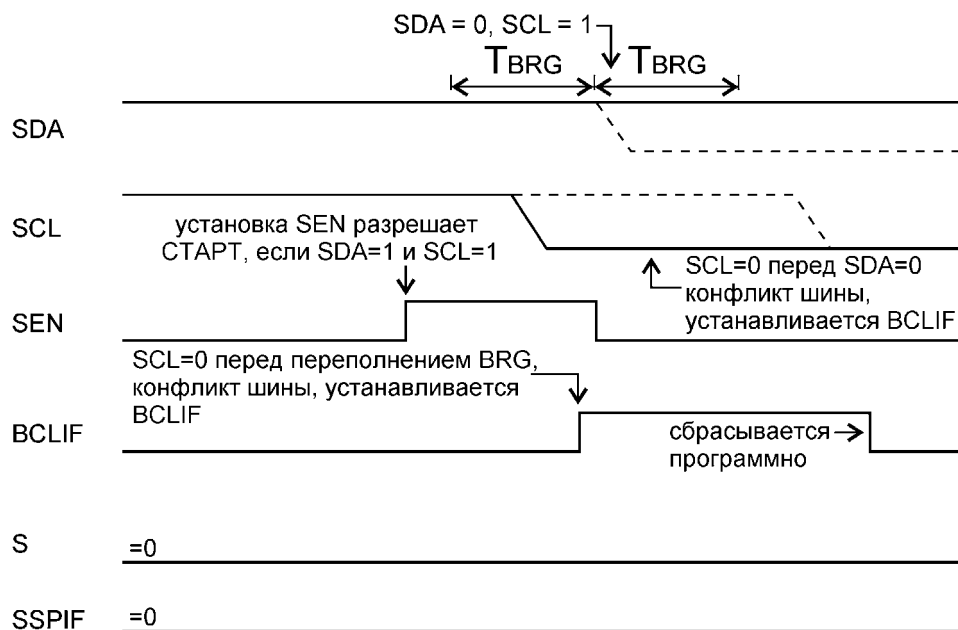 SDA = 0, SCL = 1
TBRG TBRG
SDA
SCL
установка SEN разрешает
СТАРТ, если SDA=1 и SCL=1
SCL=0 перед SDA=0
конфликт шины,
устанавливается BCLIF
SEN
SCL=0 перед переполнением BRG,
конфликт шины, устанавливается
BCLIF
BCLIF
сбрасывается
программно
S
=0
SSPIF
=0